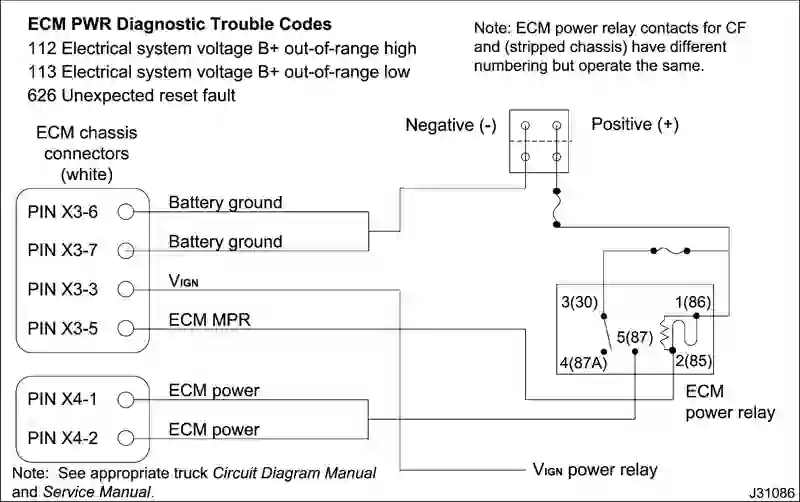 ECM PWR Diagnostic Trouble Codes
112 Electrical system voltage B+ out-of-range high
113 Electrical system voltage B+ out-of-range low
626 Unexpected reset fault
Note: ECM power relay contacts for CF
and (stripped chassis) have different
numbering but operate the same.
Negative (-)
Positive (+)
ECM chassis
connectors
(white)
PIN X3-6
Battery ground
PIN X3-7
Battery ground
PIN X3-3
VIGN
PIN X3-5
ECM MPR
3(30)
1(86)
5(87)
4(87A)
2(85)
ECM
power relay
PIN X4-1
ECM power
PIN X4-2
ECM power
VIGN power relay
Note: See appropriate truck Circuit Diagram Manual
and Service Manual.
J31086